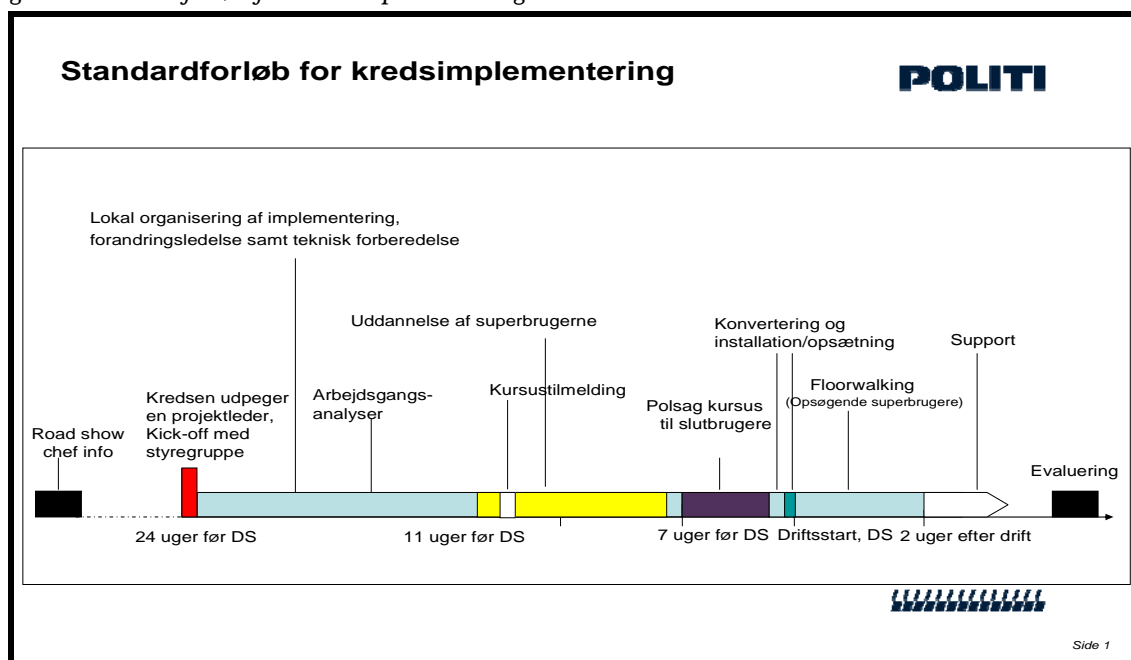 Standardforløb for kredsimplementering
POLITI
Lokal organisering af implementering,
forandringsledelse samt teknisk forberedelse
Uddannelse af superbrugerne
Konvertering og
installation/opsætning
Support
Kredsen udpeger
en projektleder,
Kick-off med
styregruppe
Arbejdsgangs-
analyser
Kursustilmelding
Polsag kursus
til slutbrugere
Floorwalking
(Opsøgende superbrugere)
Road show
chef info
Evaluering
24 uger før DS
11 uger før DS
7 uger før DS
Driftsstart, DS
2 uger efter drift
Side 1